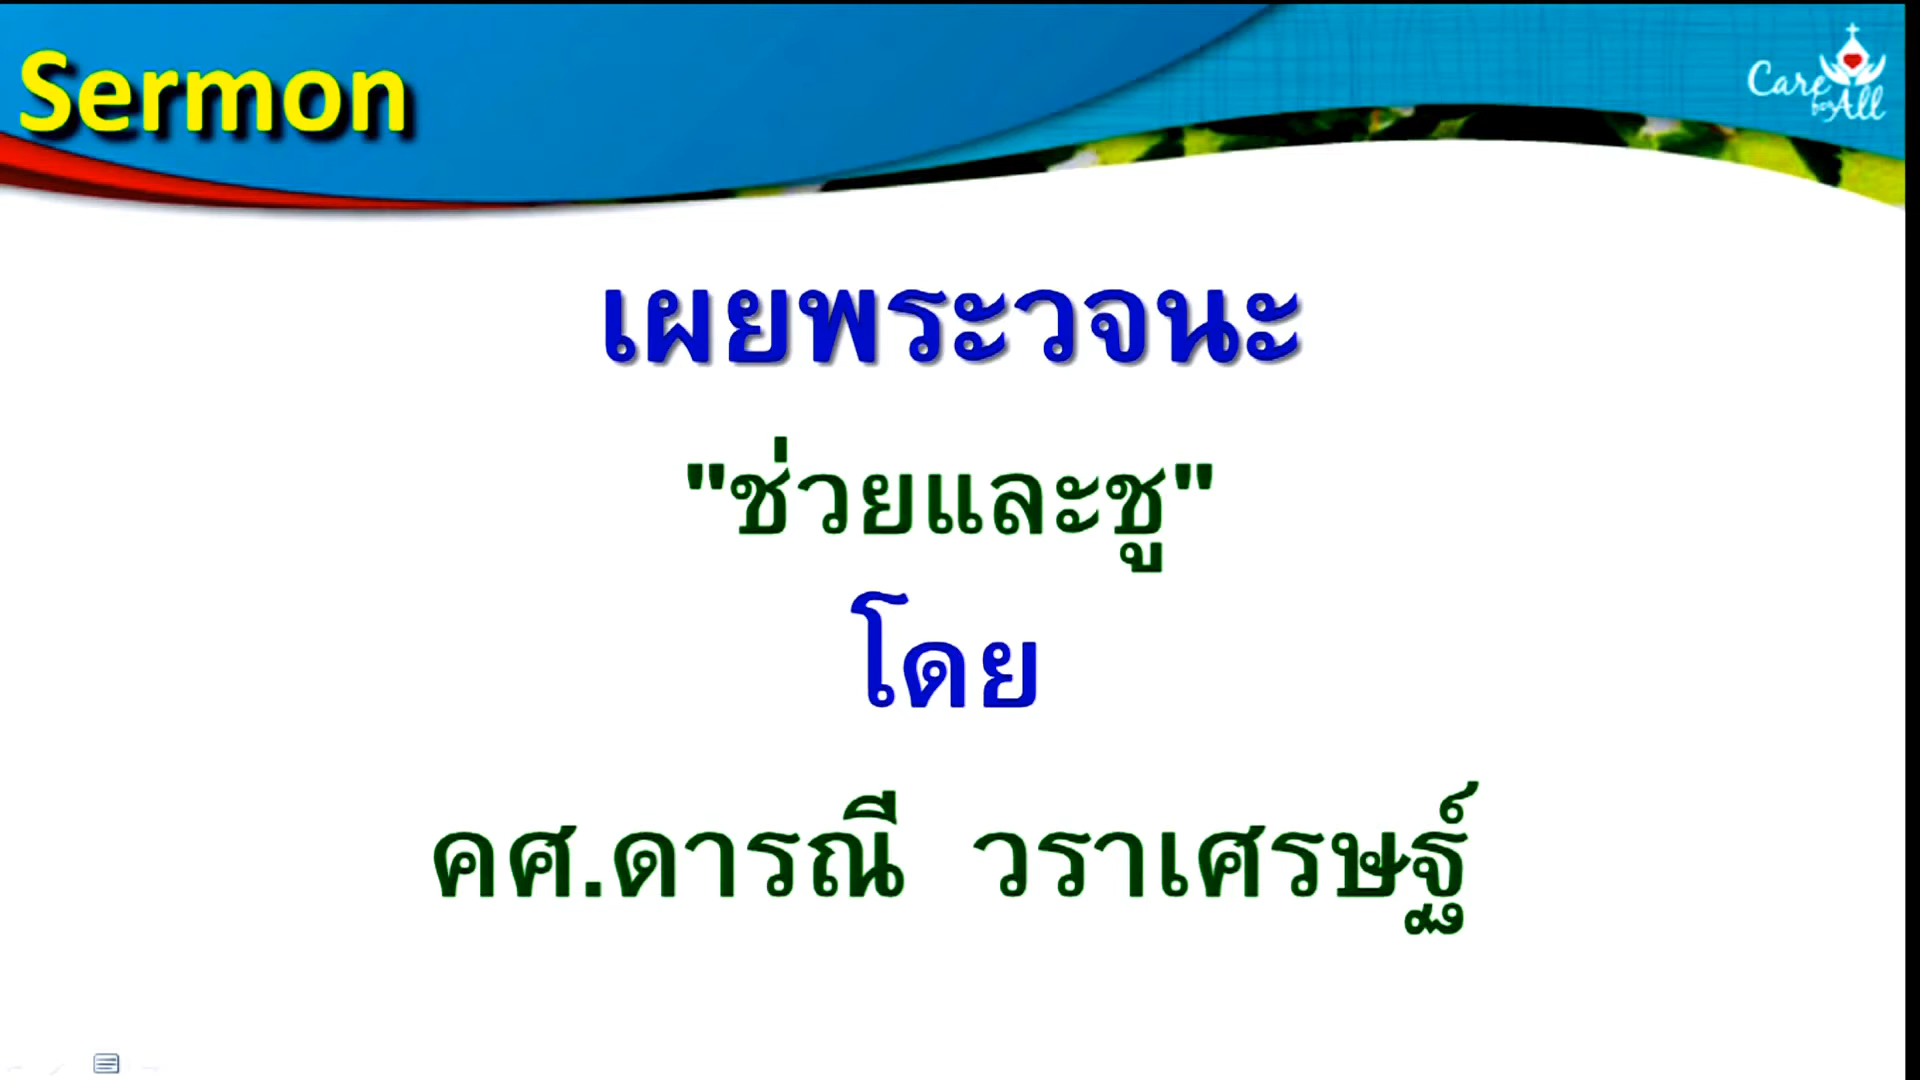 Sermon
Care
for All
เผยพระวจนะ
"ช่วยและชู"
โดย
คศ.ดารณี วราเศรษฐ์